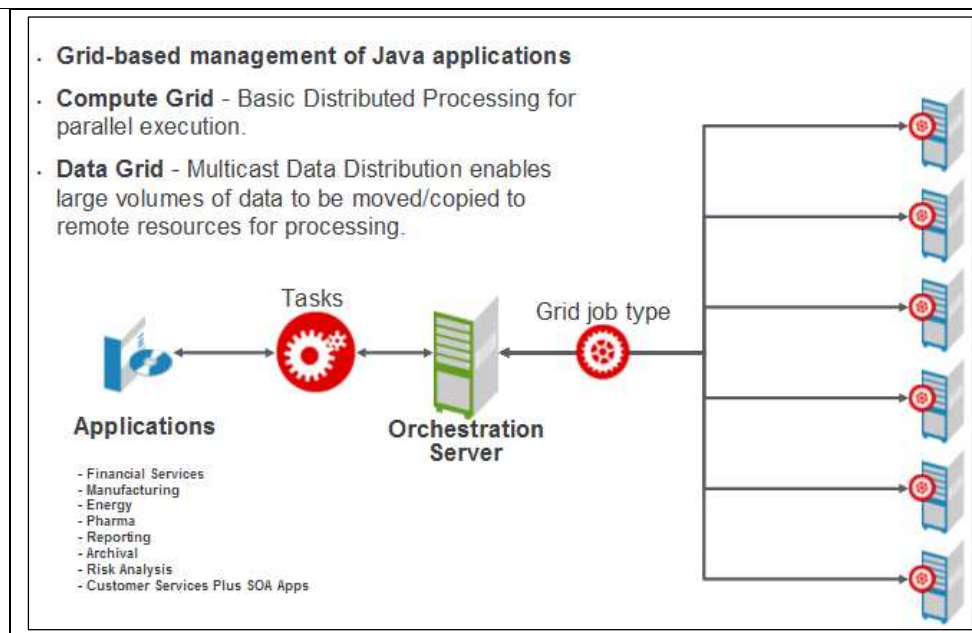 · Grid-based management of Java applications
· Compute Grid - Basic Distributed Processing for
parallel execution.
· Data Grid - Multicast Data Distribution enables
large volumes of data to be moved/copied to
remote resources for processing.
Tasks
Grid job type
Applications
Orchestration
Server
- Financial Services
- Manufacturing
- Energy
- Pharma
- Reporting
- Archival
- Risk Analysis
- Customer Services Plus SOA Apps